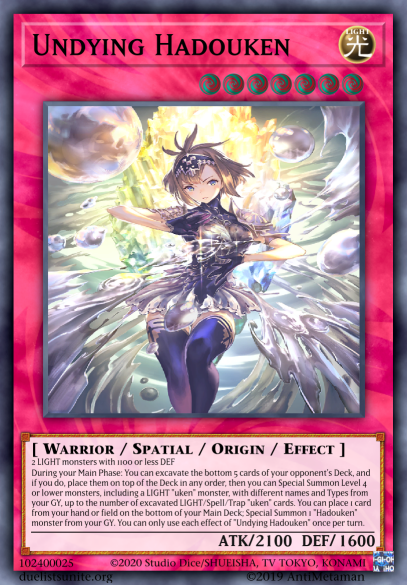 UNDYING HADOUKEN
LIGHT
光
[ WARRIOR / SPATIAL / ORIGIN / EFFECT ]
2 LIGHT monsters with 1100 or less DEF
During your Main Phase: You can excavate the bottom 5 cards of your opponent's Deck, and
if you do, place them on top of the Deck in any order, then you can Special Summon Level 4
or lower monsters, including a LIGHT "uken" monster, with different names and Types from
your GY, up to the number of excavated LIGHT/Spell/Trap "uken" cards. You can place 1 card
from your hand or field on the bottom of your Main Deck; Special Summon 1 "Hadouken"
monster from your GY. You can only use each effect of "Undying Hadouken" once per turn.
ATK/2100 DEF/1600
102400025 ©2020 Studio Dice/SHUEISHA, TV TOKYO, KONAMI
duelistsunite.org ©2019 AntiMetaman